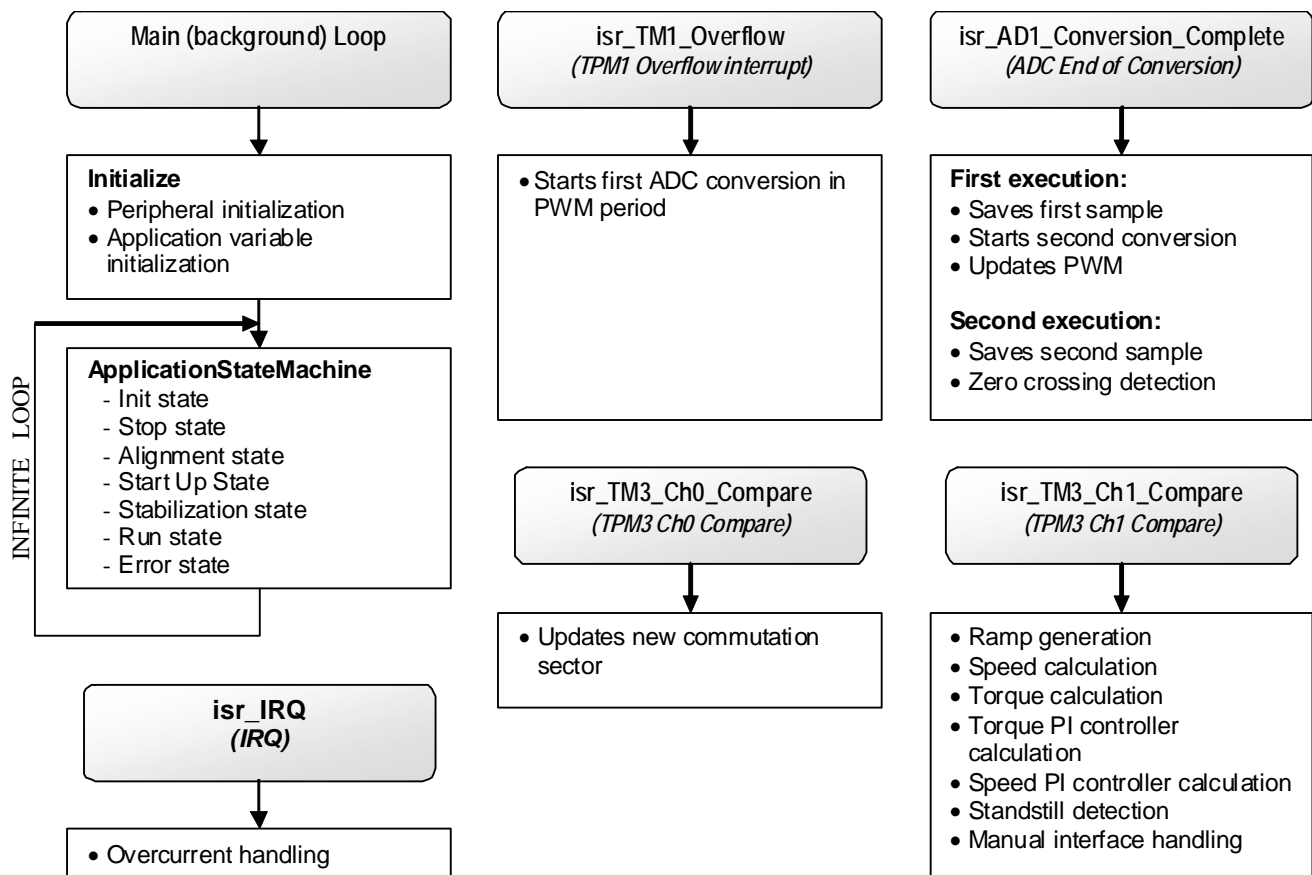 Main (background) Loop
Initialize
• Peripheral initialization
• Application variable
initialization
INFINITE LOOP
ApplicationStateMachine
- Init state
- Stop state
- Alignment state
- Start Up State
- Stabilization state
- Run state
- Error state
isr_IRQ
(IRQ)
• Overcurrent handling
isr_TM1_Overflow
(TPM1 Overflow interrupt)
• Starts first ADC conversion in
PWM period
isr_TM3_Ch0_Compare
(TPM3 Ch0 Compare)
• Updates new commutation
sector
isr_AD1_Conversion_Complete
(ADC End of Conversion)
First execution:
• Saves first sample
• Starts second conversion
• Updates PWM
Second execution:
• Saves second sample
• Zero crossing detection
isr_TM3_Ch1_Compare
(TPM3 Ch1 Compare)
• Ramp generation
• Speed calculation
• Torque calculation
• Torque PI controller
calculation
• Speed PI controller calculation
• Standstill detection
• Manual interface handling